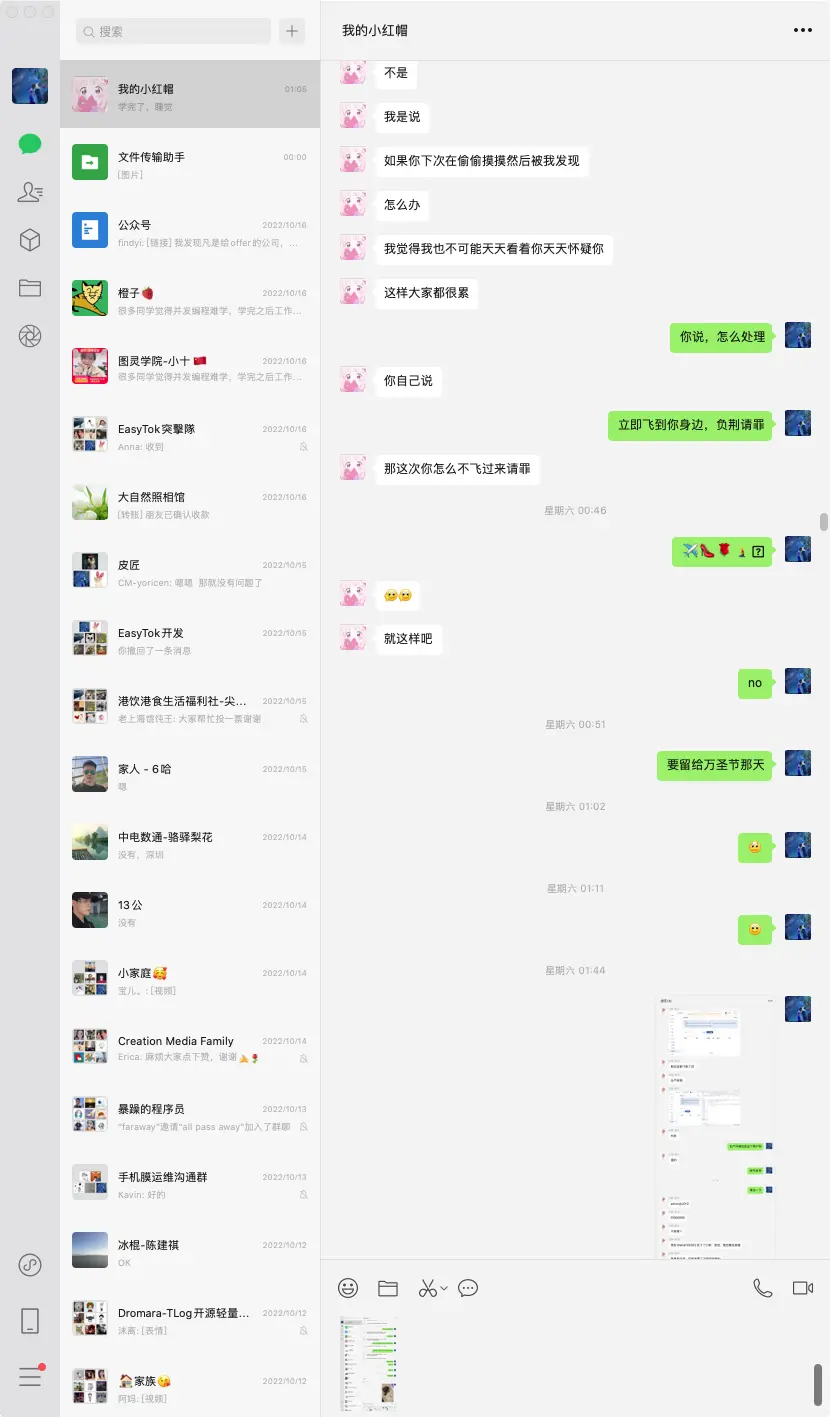 搜索
我的小红帽
01:05
学完了，睡觉
文件传输助手
00:00
[图片]
公众号
2022/10/16
findyi: [链接] 我发现凡是给offer的公司，...
橙子🍓
2022/10/16
很多同学觉得并发编程难学，学完之后工作...
图灵学院-小十 🇨🇳
2022/10/16
很多同学觉得并发编程难学，学完之后工作...
EasyTok突擊隊
2022/10/16
Anna: 收到
大自然照相馆
2022/10/16
[转账] 朋友已确认收款
皮匠
2022/10/15
CM-yoricen: 嗯嗯 那就没有问题了
EasyTok开发
2022/10/15
你撤回了一条消息
港饮港食生活福利社-尖...
2022/10/15
老上海馄饨王: 大家帮忙投一票谢谢
家人 - 6哈
2022/10/15
嗯
中电数通-骆驿梨花
2022/10/14
没有，深圳
13公
2022/10/14
没有
小家庭🥰
2022/10/14
宝儿。: [视频]
Creation Media Family
2022/10/14
Erica: 麻烦大家点下赞，谢谢🙏🌹
暴躁的程序员
2022/10/13
"faraway"邀请"all pass away"加入了群聊
手机膜运维沟通群
2022/10/13
Kavin: 好的
冰棍-陈建祺
2022/10/12
OK
Dromara-TLog开源轻量...
2022/10/12
沫离: [表情]
🏠家族😘
2022/10/12
阿妈: [视频]
我的小红帽
不是
我是说
如果你下次在偷偷摸摸然后被我发现
怎么办
我觉得我也不可能天天看着你天天怀疑你
这样大家都很累
你说，怎么处理
你自己说
立即飞到你身边，负荆请罪
那这次你怎么不飞过来请罪
星期六 00:46
就这样吧
no
星期六 00:51
要留给万圣节那天
星期六 01:02
星期六 01:11
星期六 01:44